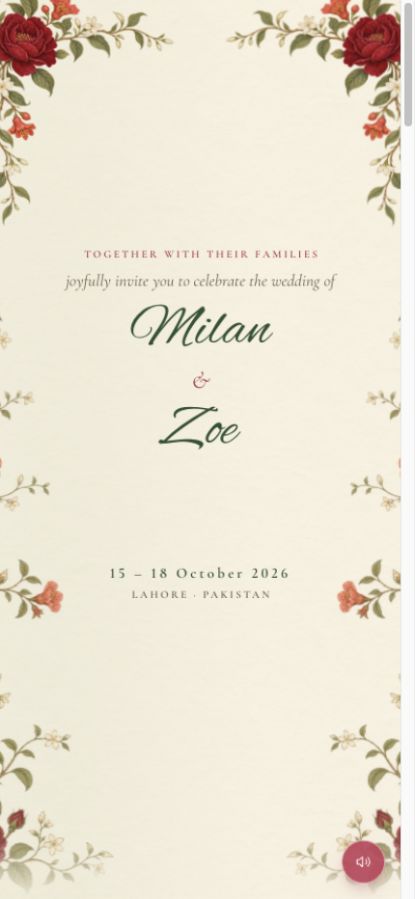 TOGETHER WITH THEIR FAMILIES
joyfully invite you to celebrate the wedding of
Milan
&
Zoe
15 – 18 October 2026
LAHORE · PAKISTAN